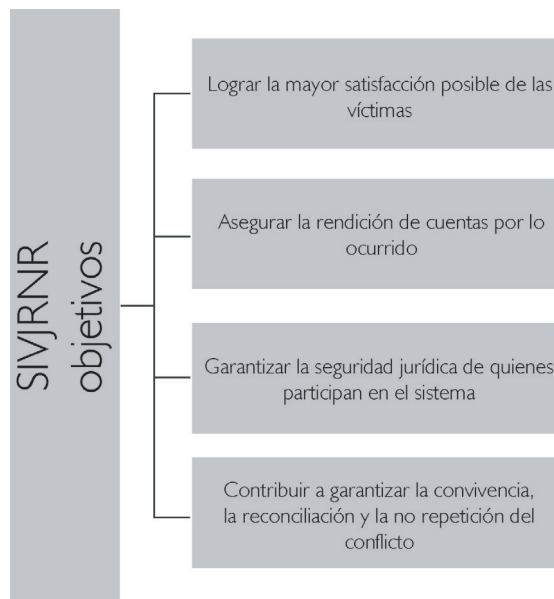 SIVJRNR
objetivos
Lograr la mayor satisfacción posible de las
víctimas
Asegurar la rendición de cuentas por lo
ocurrido
Garantizar la seguridad jurídica de quienes
participan en el sistema
Contribuir a garantizar la convivencia,
la reconciliación y la no repetición del
conflicto